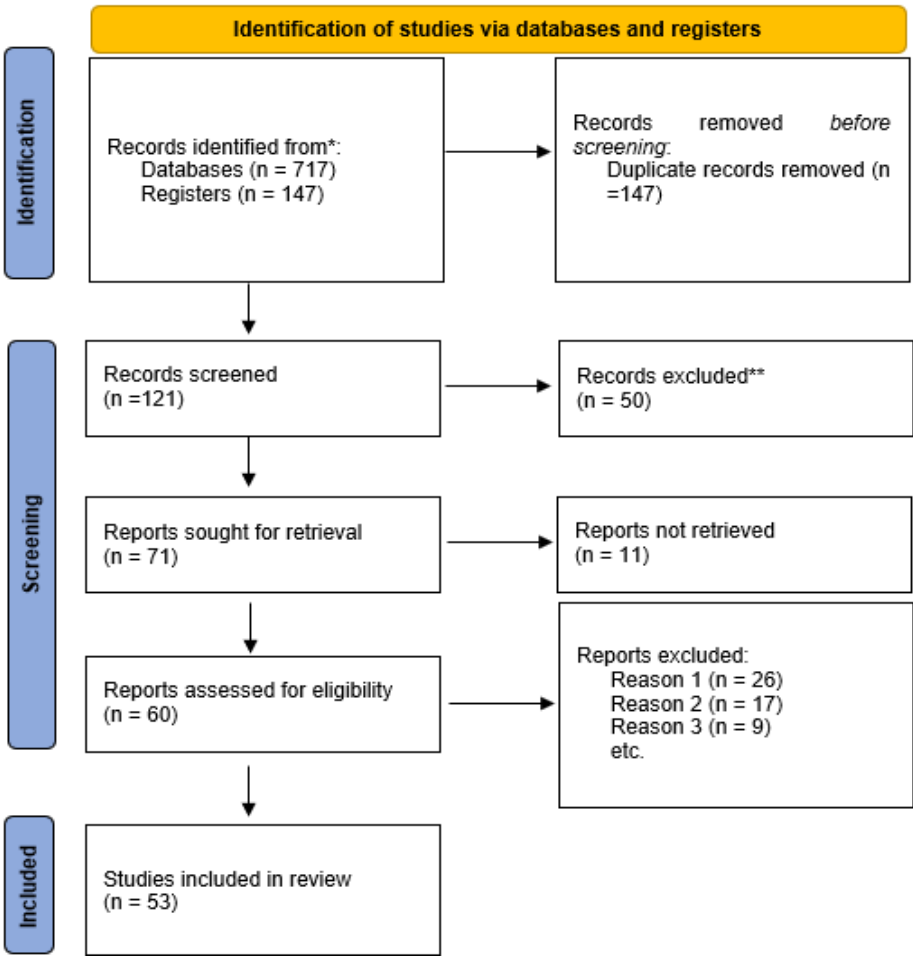 Identification of studies via databases and registers
Identification
Records identified from*:
Databases (n = 717)
Registers (n = 147)
Records removed before
screening:
Duplicate records removed (n
=147)
Screening
Records screened
(n =121)
Records excluded**
(n = 50)
Reports sought for retrieval
(n = 71)
Reports not retrieved
(n = 11)
Reports assessed for eligibility
(n = 60)
Reports excluded:
Reason 1 (n = 26)
Reason 2 (n = 17)
Reason 3 (n = 9)
etc.
Included
Studies included in review
(n = 53)